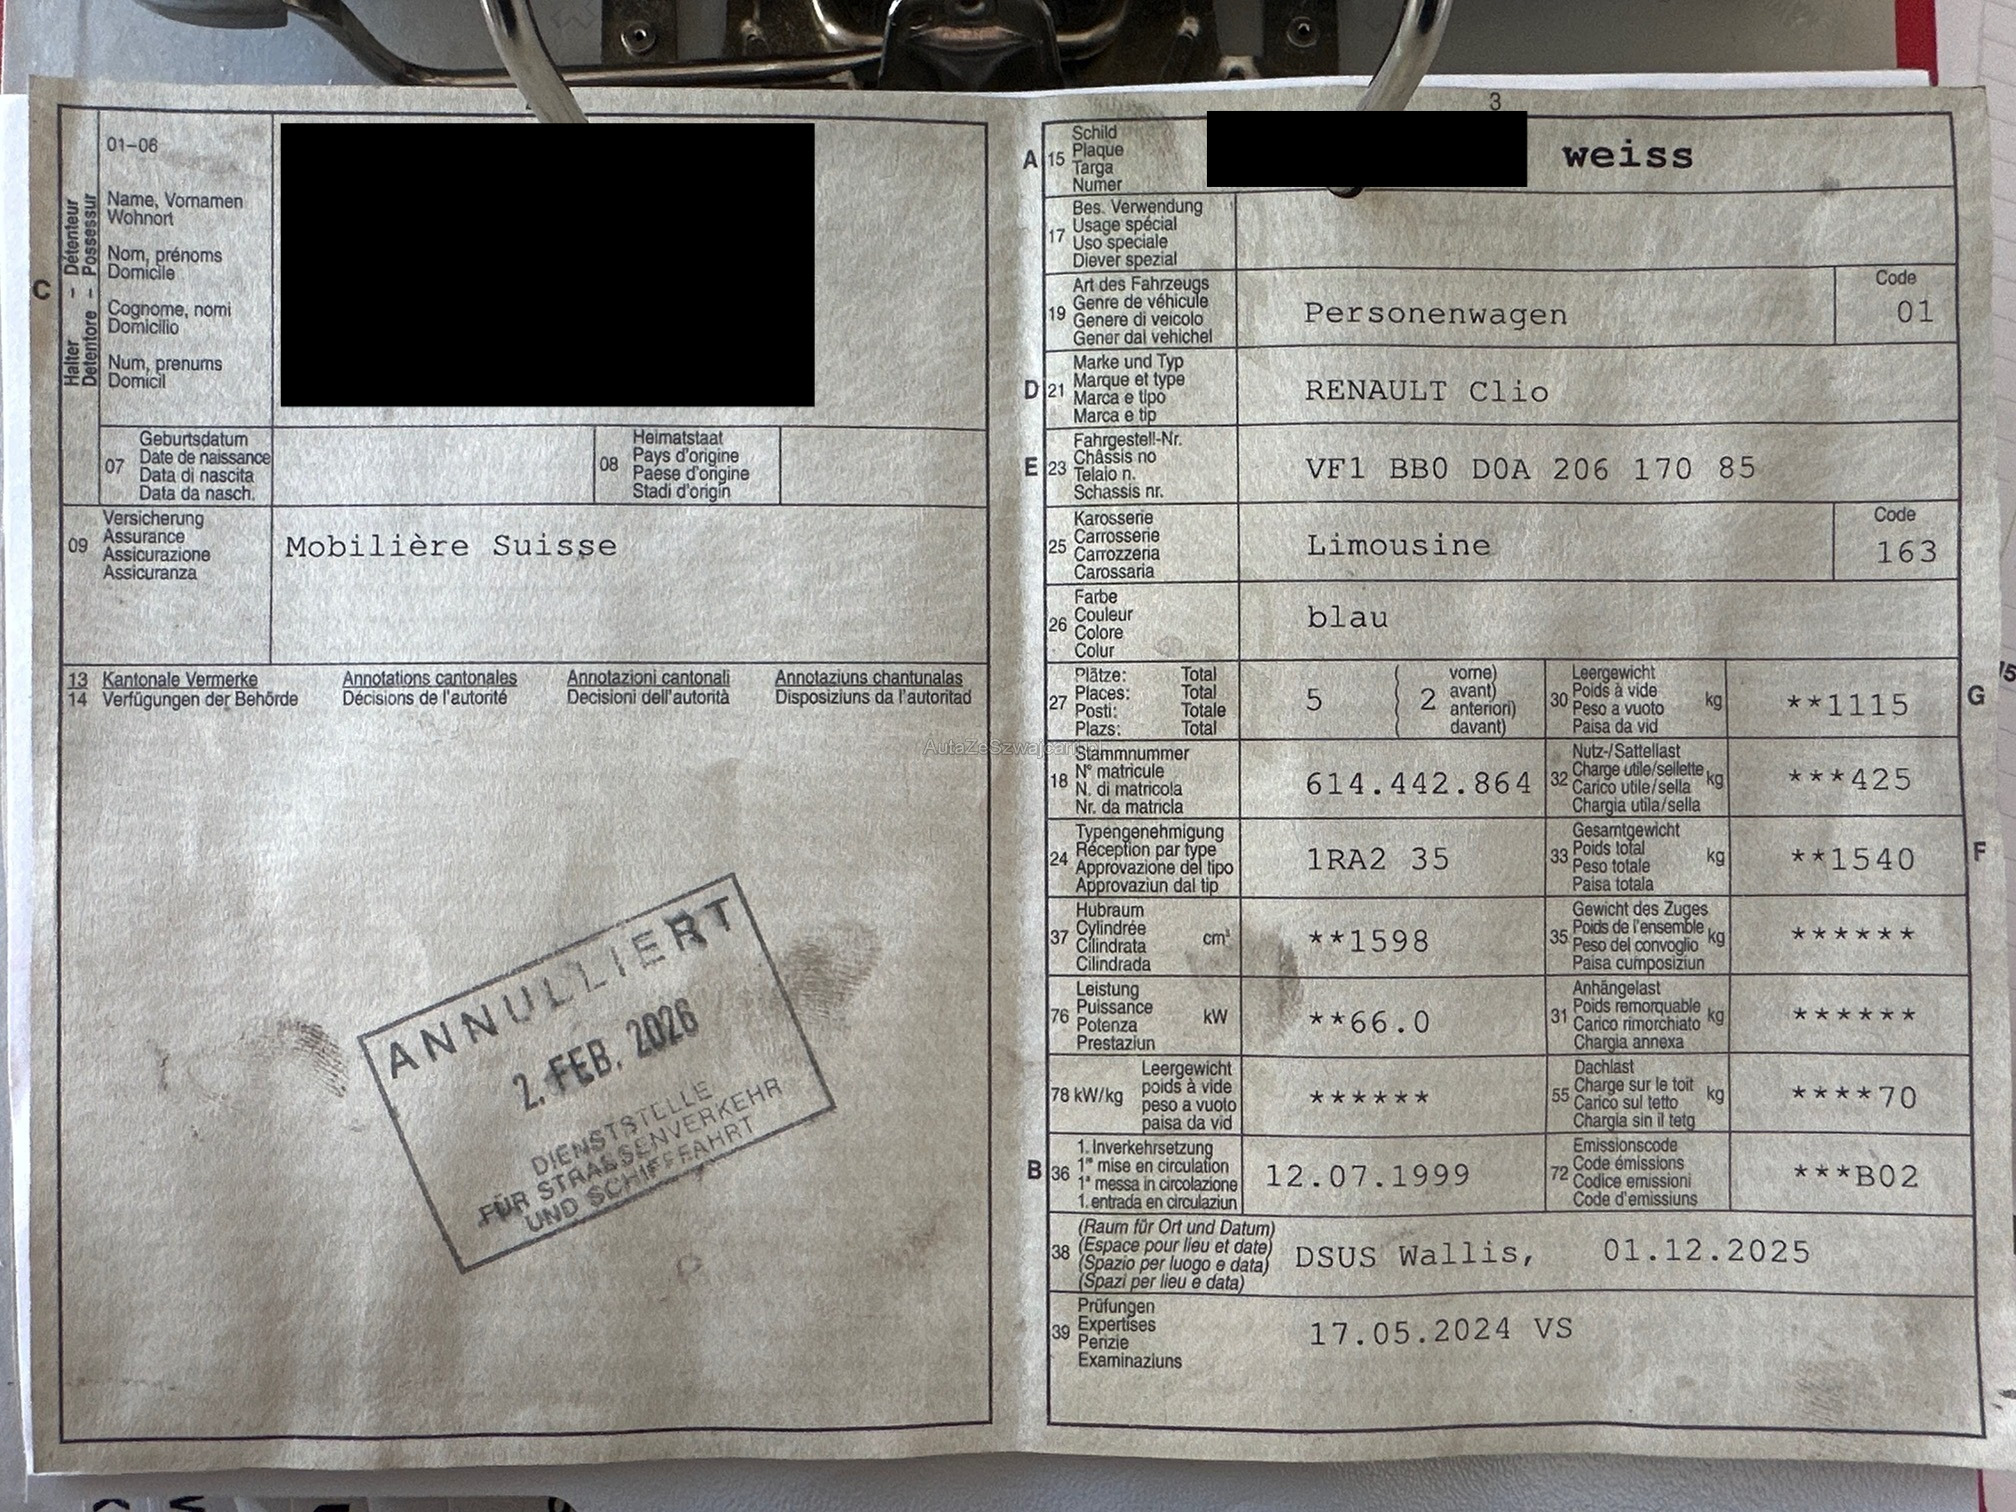 01-06
Halter - Détenteur
Detentore - Possessur
C
Name, Vornamen
Wohnort
Nom, prénoms
Domicile
Cognome, nomi
Domicilio
Num, prenums
Domicil
07
Geburtsdatum
Date de naissance
Data di nascita
Data da nasch.
08
Heimatstaat
Pays d'origine
Paese d'origine
Stadi d'origin
09
Versicherung
Assurance
Assicurazione
Assicuranza
Mobilière Suisse
13 Kantonale Vermerke Annotations cantonales Annotazioni cantonali Annotaziuns chantunalas
14 Verfügungen der Behörde Décisions de l'autorité Decisioni dell'autorità Disposiziuns da l'autoritad
ANNULLIERT
2. FEB. 2026
DIENSTSTELLE
FÜR STRASSENVERKEHR
UND SCHIFFFAHRT
3
A 15
Schild
Plaque
Targa
Numer
weiss
17
Bes. Verwendung
Usage spécial
Uso speciale
Diever spezial
19
Art des Fahrzeugs
Genre de véhicule
Genere di veicolo
Gener dal vehichel
Personenwagen
Code
01
D 21
Marke und Typ
Marque et type
Marca e tipo
Marca e tip
RENAULT Clio
E 23
Fahrgestell-Nr.
Châssis no
Telaio n.
Schassis nr.
VF1 BB0 D0A 206 170 85
25
Karosserie
Carrosserie
Carrozzeria
Carossaria
Limousine
Code
163
26
Farbe
Couleur
Colore
Colur
blau
27
Plätze: Total
Places: Total
Posti: Totale
Plazs: Total
5 ( 2
vorne)
avant)
anteriori)
davant)
30
Leergewicht
Poids à vide
Peso a vuoto
Paisa da vid
kg
**1115
G
18
Stammnummer
N° matricule
N. di matricola
Nr. da matricla
614.442.864
32
Nutz-/Sattellast
Charge utile/sellette
Carico utile/sella
Chargia utila/sella
kg
***425
24
Typengenehmigung
Réception par type
Approvazione del tipo
Approvaziun dal tip
1RA2 35
33
Gesamtgewicht
Poids total
Peso totale
Paisa totala
kg
**1540
F
37
Hubraum
Cylindrée
Cilindrata
Cilindrada
cm³
**1598
35
Gewicht des Zuges
Poids de l'ensemble
Peso del convoglio
Paisa cumposiziun
kg
******
76
Leistung
Puissance
Potenza
Prestaziun
kW
**66.0
31
Anhängelast
Poids remorquable
Carico rimorchiato
Chargia annexa
kg
******
78 kW/kg
Leergewicht
poids à vide
peso a vuoto
paisa da vid
******
55
Dachlast
Charge sur le toit
Carico sul tetto
Chargia sin il tetg
kg
****70
B 36
1. Inverkehrsetzung
1re mise en circulation
1a messa in circolazione
1. entrada en circulaziun
12.07.1999
72
Emissionscode
Code émissions
Codice emissioni
Code d'emissiuns
***B02
38
(Raum für Ort und Datum)
(Espace pour lieu et date)
(Spazio per luogo e data)
(Spazi per lieu e data)
DSUS Wallis, 01.12.2025
39
Prüfungen
Expertises
Perizie
Examinaziuns
17.05.2024 VS